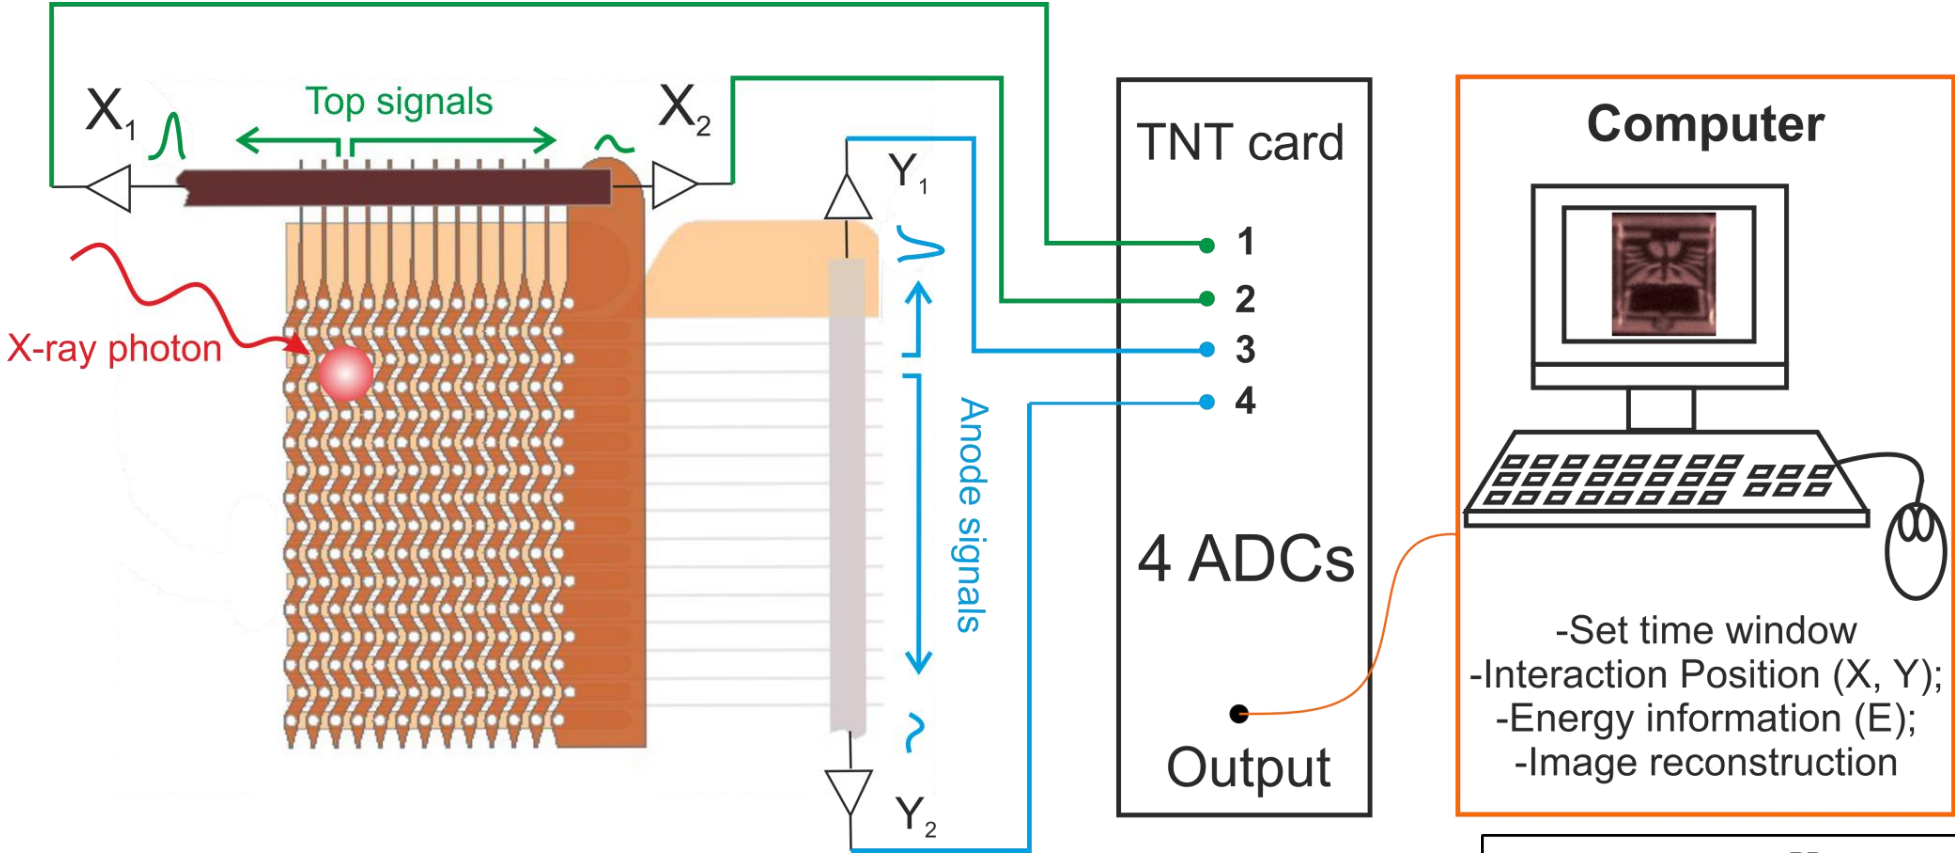 X1
Top signals
X2
Y1
X-ray photon
Anode signals
Y2
TNT card
1
2
3
4
4 ADCs
Output
Computer
-Set time window
-Interaction Position (X, Y);
-Energy information (E);
-Image reconstruction